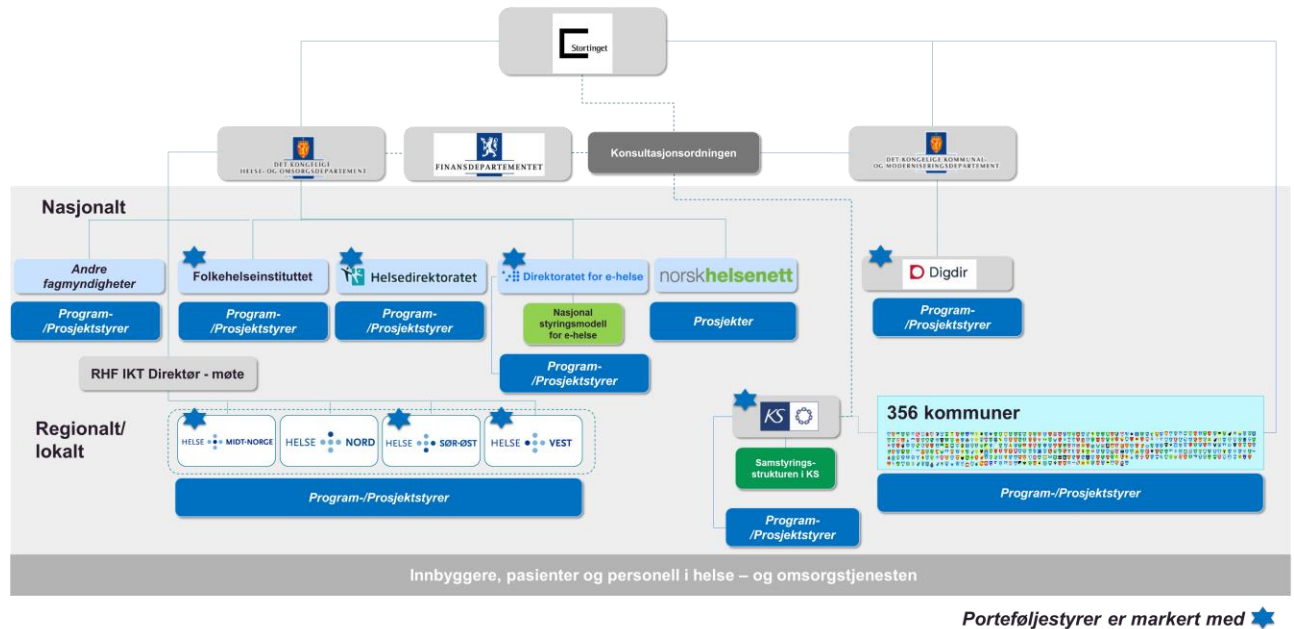 Stortinget
DET KONGELIGE
HELSE- OG OMSORGSDEPARTEMENT
FINANSDEPARTEMENTET
Konsultasjonsordningen
DET KONGELIGE KOMMUNAL-
OG MODERNISERINGSDEPARTEMENT
Nasjonalt
Andre
fagmyndigheter
Folkehelseinstituttet
Helsedirektoratet
Direktoratet for e-helse
norskhelsenett
Digdir
Program-
/Prosjektstyrer
Program-
/Prosjektstyrer
Program-
/Prosjektstyrer
Nasjonal
styringsmodell
for e-helse
Prosjekter
Program-
/Prosjektstyrer
Program-
/Prosjektstyrer
RHF IKT Direktør - møte
Regionalt/
lokalt
HELSE MIDT-NORGE
HELSE NORD
HELSE SØR-ØST
HELSE VEST
Program-/Prosjektstyrer
KS
Samstyrings-
strukturen i KS
Program-
/Prosjektstyrer
356 kommuner
Program-/Prosjektstyrer
Innbyggere, pasienter og personell i helse – og omsorgstjenesten
Porteføljestyrer er markert med